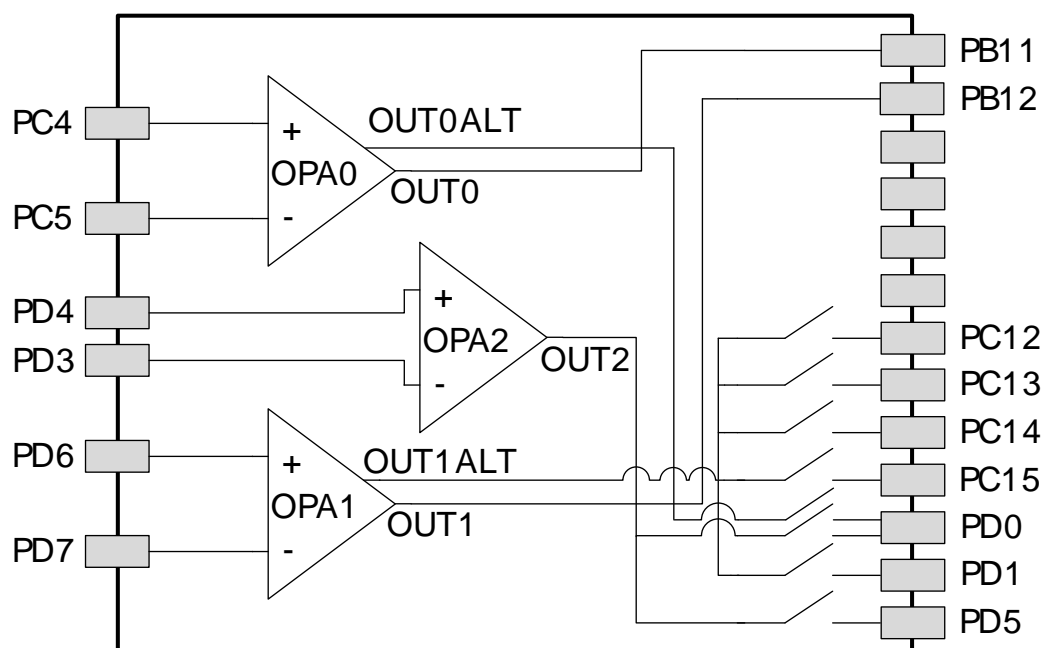 PB11
PB12
PC4
+
OUT0ALT
OPA0
OUT0
PC5
-
PD4
+
PD3
OPA2
OUT2
-
PC12
PC13
PC14
PD6
+
OUT1ALT
PC15
OPA1
OUT1
PD0
PD7
-
PD1
PD5